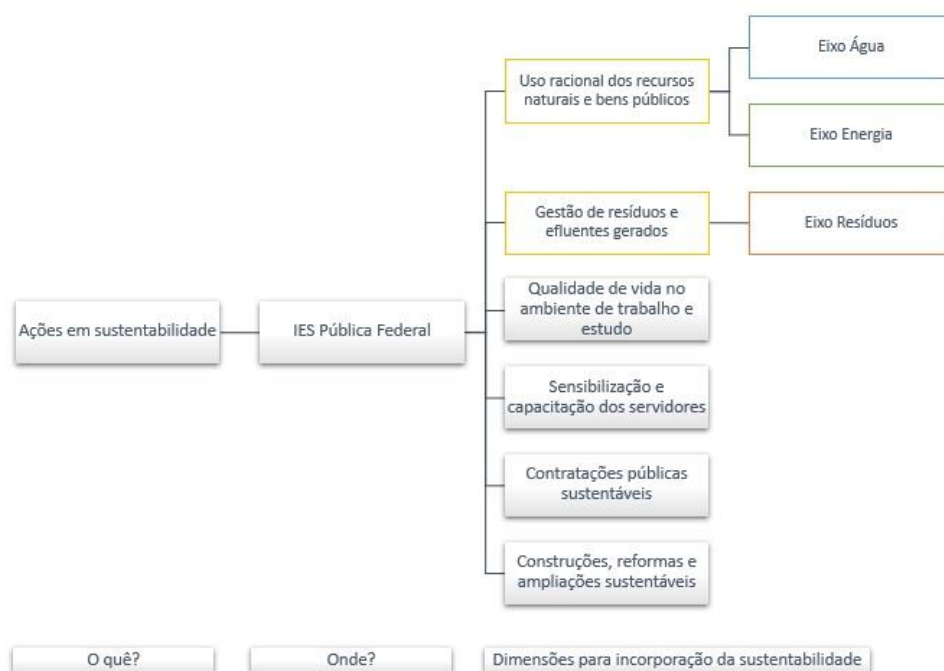 Eixo Água
Uso racional dos recursos
naturais e bens públicos
Eixo Energia
Gestão de resíduos e
efluentes gerados
Eixo Resíduos
Qualidade de vida no
ambiente de trabalho e
estudo
Ações em sustentabilidade
IES Pública Federal
Sensibilização e
capacitação dos servidores
Contratações públicas
sustentáveis
Construções, reformas e
ampliações sustentáveis
O quê?
Onde?
Dimensões para incorporação da sustentabilidade